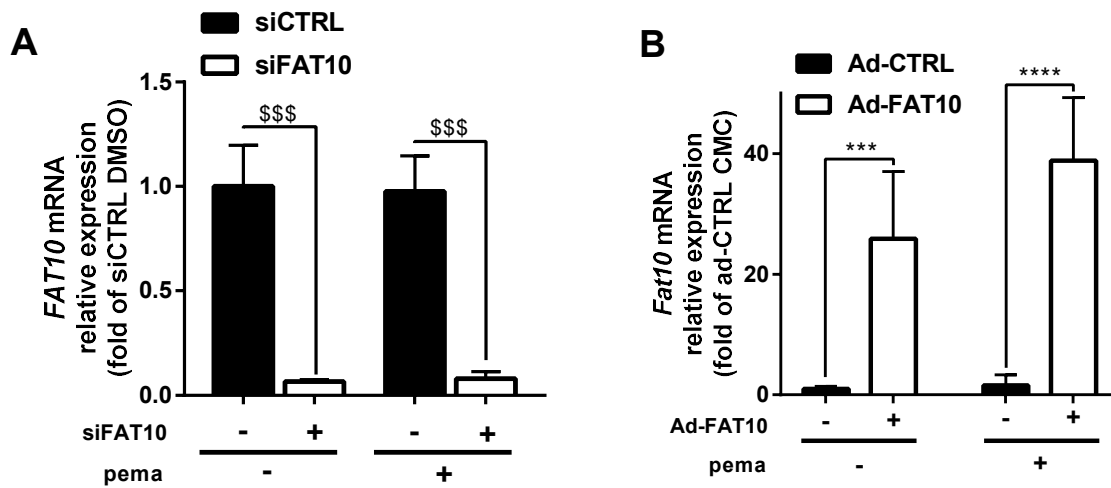 A
siCTRL
siFAT10
FAT10 mRNA
relative expression
(fold of siCTRL DMSO)
1.5
1.0
0.5
0.0
$$$
$$$
siFAT10 - + - +
pema - +
B
Ad-CTRL
Ad-FAT10
Fat10 mRNA
relative expression
(fold of ad-CTRL CMC)
40
20
0
***
****
Ad-FAT10 - + - +
pema - +